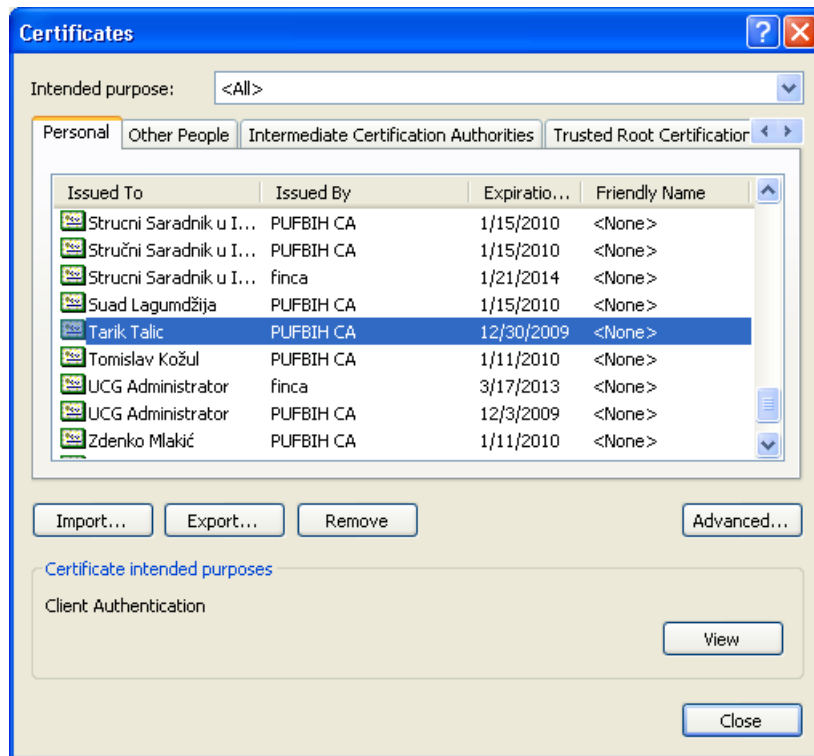 Certificates
Intended purpose: <All>
Personal Other People Intermediate Certification Authorities Trusted Root Certification
Issued To Issued By Expiratio... Friendly Name
Strucni Saradnik u I... PUFBIH CA 1/15/2010 <None>
Stručni Saradnik u I... PUFBIH CA 1/15/2010 <None>
Strucni Saradnik u I... finca 1/21/2014 <None>
Suad Lagumdžija PUFBIH CA 1/15/2010 <None>
Tarik Talic PUFBIH CA 12/30/2009 <None>
Tomislav Kožul PUFBIH CA 1/11/2010 <None>
UCG Administrator finca 3/17/2013 <None>
UCG Administrator PUFBIH CA 12/3/2009 <None>
Zdenko Mlakić PUFBIH CA 1/11/2010 <None>
Import... Export... Remove Advanced...
Certificate intended purposes
Client Authentication
View
Close